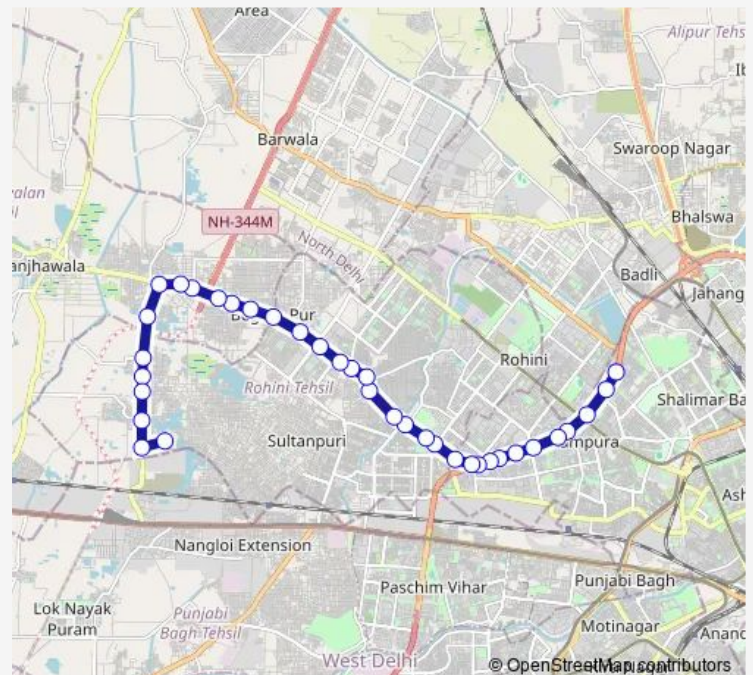 Area
Alipur Tehs
Barwala
Swaroop Nagar
NH-344M
Bhalswa
North Delhi
anjhawala
Badli
Jahang
Pur
Rohini
Rohini Tehsil
Shalimar Ba
Sultanpuri
mpura
Ash
Nangloi Extension
Paschim Vihar
Punjabi Bagh
Lok Nayak
Puram
Punjabi
Bagh Tehsil
Motinagar
Anand
West Delhi
© OpenStreetMap contributors